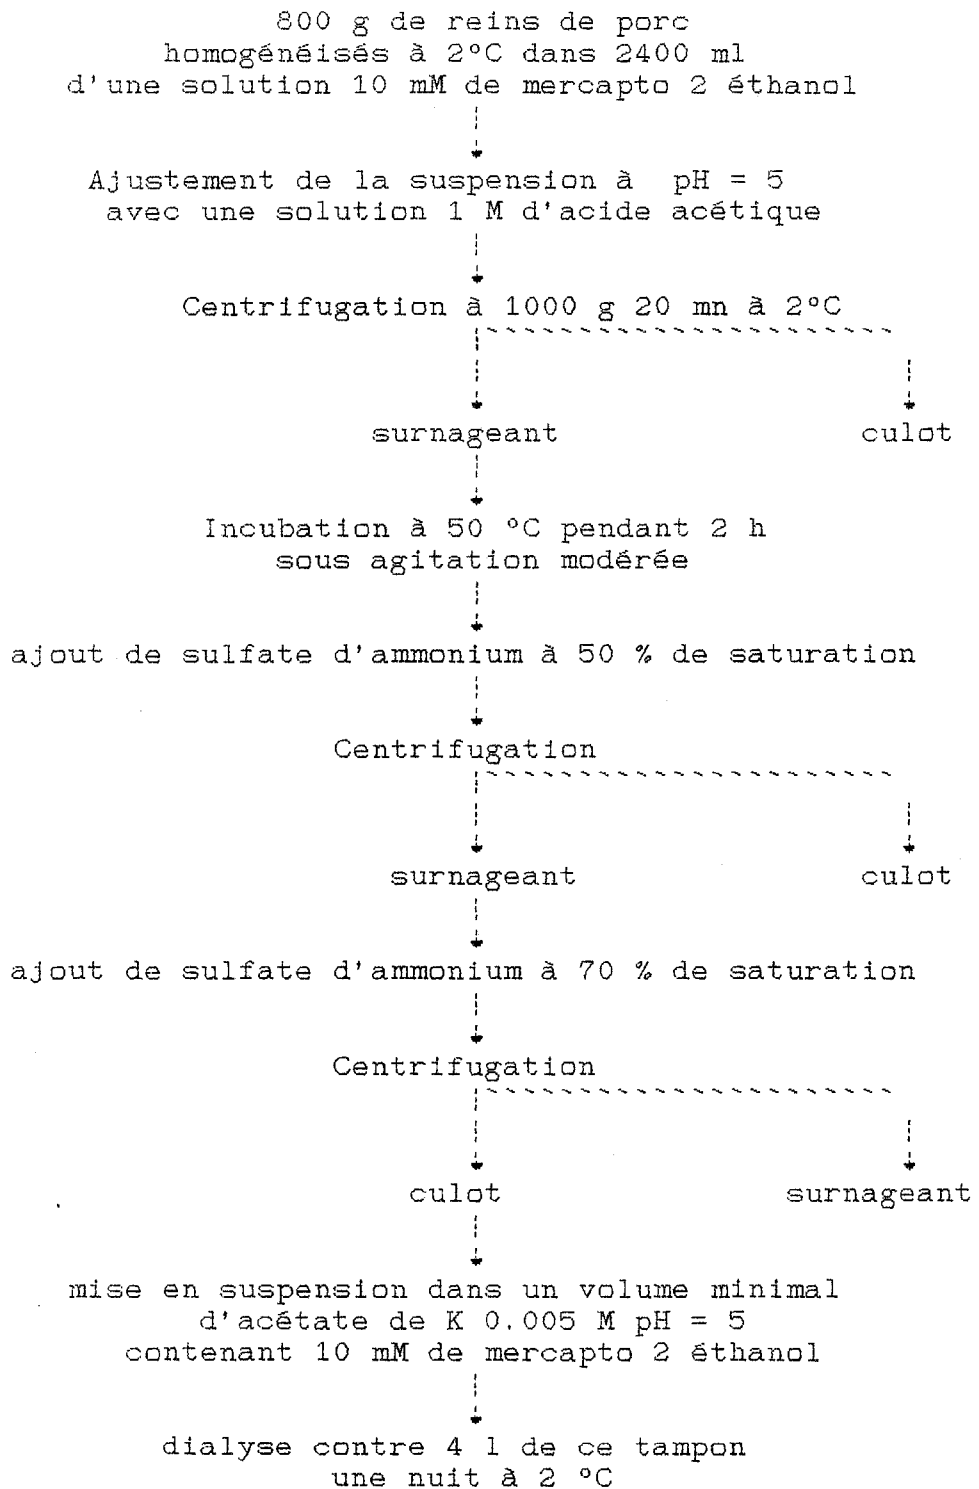 800 g de reins de porc
homogénéisés à 2°C dans 2400 ml
d'une solution 10 mM de mercapto 2 éthanol
Ajustement de la suspension à pH = 5
avec une solution 1 M d'acide acétique
Centrifugation à 1000 g 20 mn à 2°C
surnageant culot
Incubation à 50 °C pendant 2 h
sous agitation modérée
ajout de sulfate d'ammonium à 50 % de saturation
Centrifugation
surnageant culot
ajout de sulfate d'ammonium à 70 % de saturation
Centrifugation
culot surnageant
mise en suspension dans un volume minimal
d'acétate de K 0.005 M pH = 5
contenant 10 mM de mercapto 2 éthanol
dialyse contre 4 l de ce tampon
une nuit à 2 °C